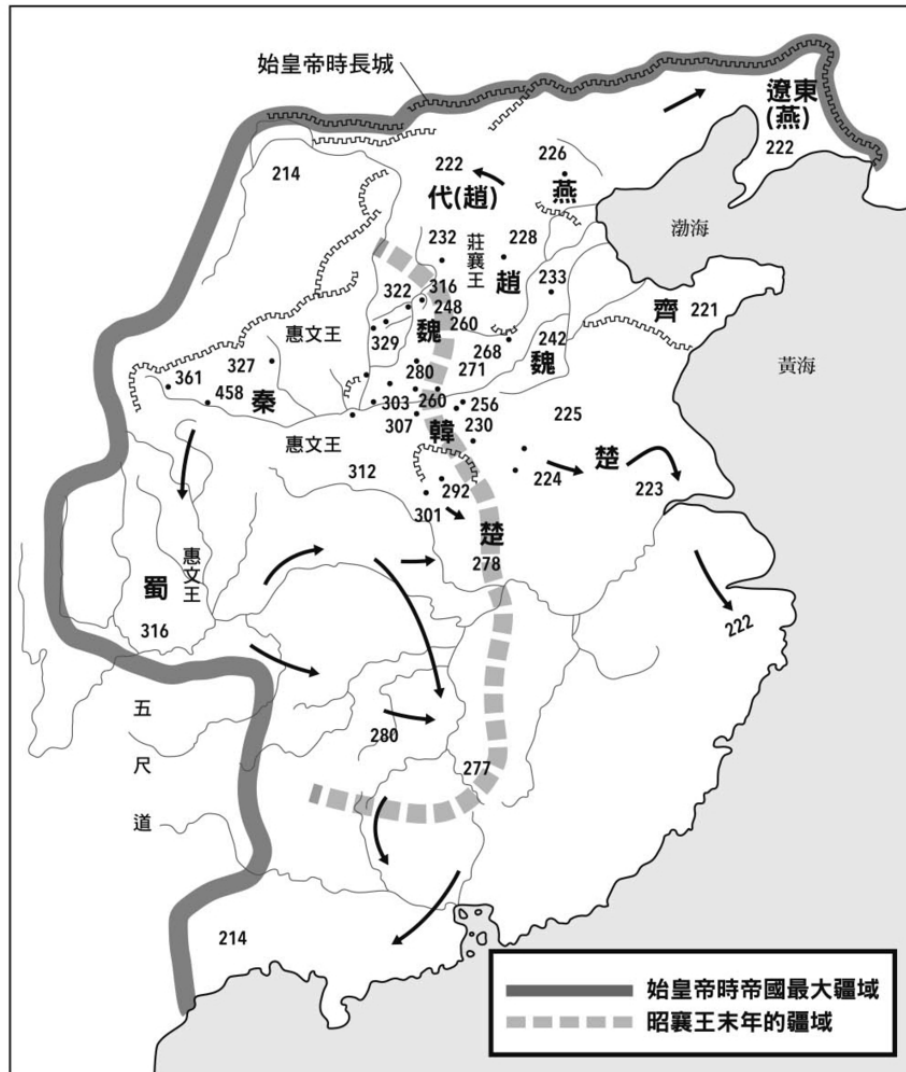 始皇帝時長城
遼東
(燕)
222
214
222
代(趙)
226
燕
渤海
232
莊襄王
228
趙
233
齊
221
316
322
248
魏
260
惠文王
329
268
242
魏
271
黃海
327
361
458
秦
280
303
260
256
225
307
韓
230
惠文王
312
292
224
楚
223
301
楚
278
惠文王
蜀
316
222
五尺道
280
277
214
始皇帝時帝國最大疆域
昭襄王末年的疆域